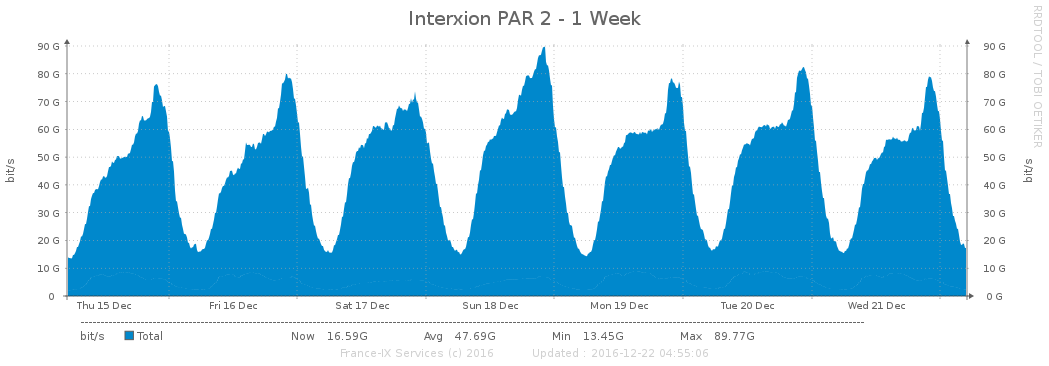 Interxion PAR 2 - 1 Week
RRDTOOL / TOBI OETIKER
bit/s
90 G 90 G
80 G 80 G
70 G 70 G
60 G 60 G
50 G 50 G
40 G 40 G
30 G 30 G
20 G 20 G
10 G 10 G
0 0 G
bit/s
Thu 15 Dec Fri 16 Dec Sat 17 Dec Sun 18 Dec Mon 19 Dec Tue 20 Dec Wed 21 Dec
bit/s Total Now 16.59G Avg 47.69G Min 13.45G Max 89.77G
France-IX Services (c) 2016 Updated : 2016-12-22 04:55:06